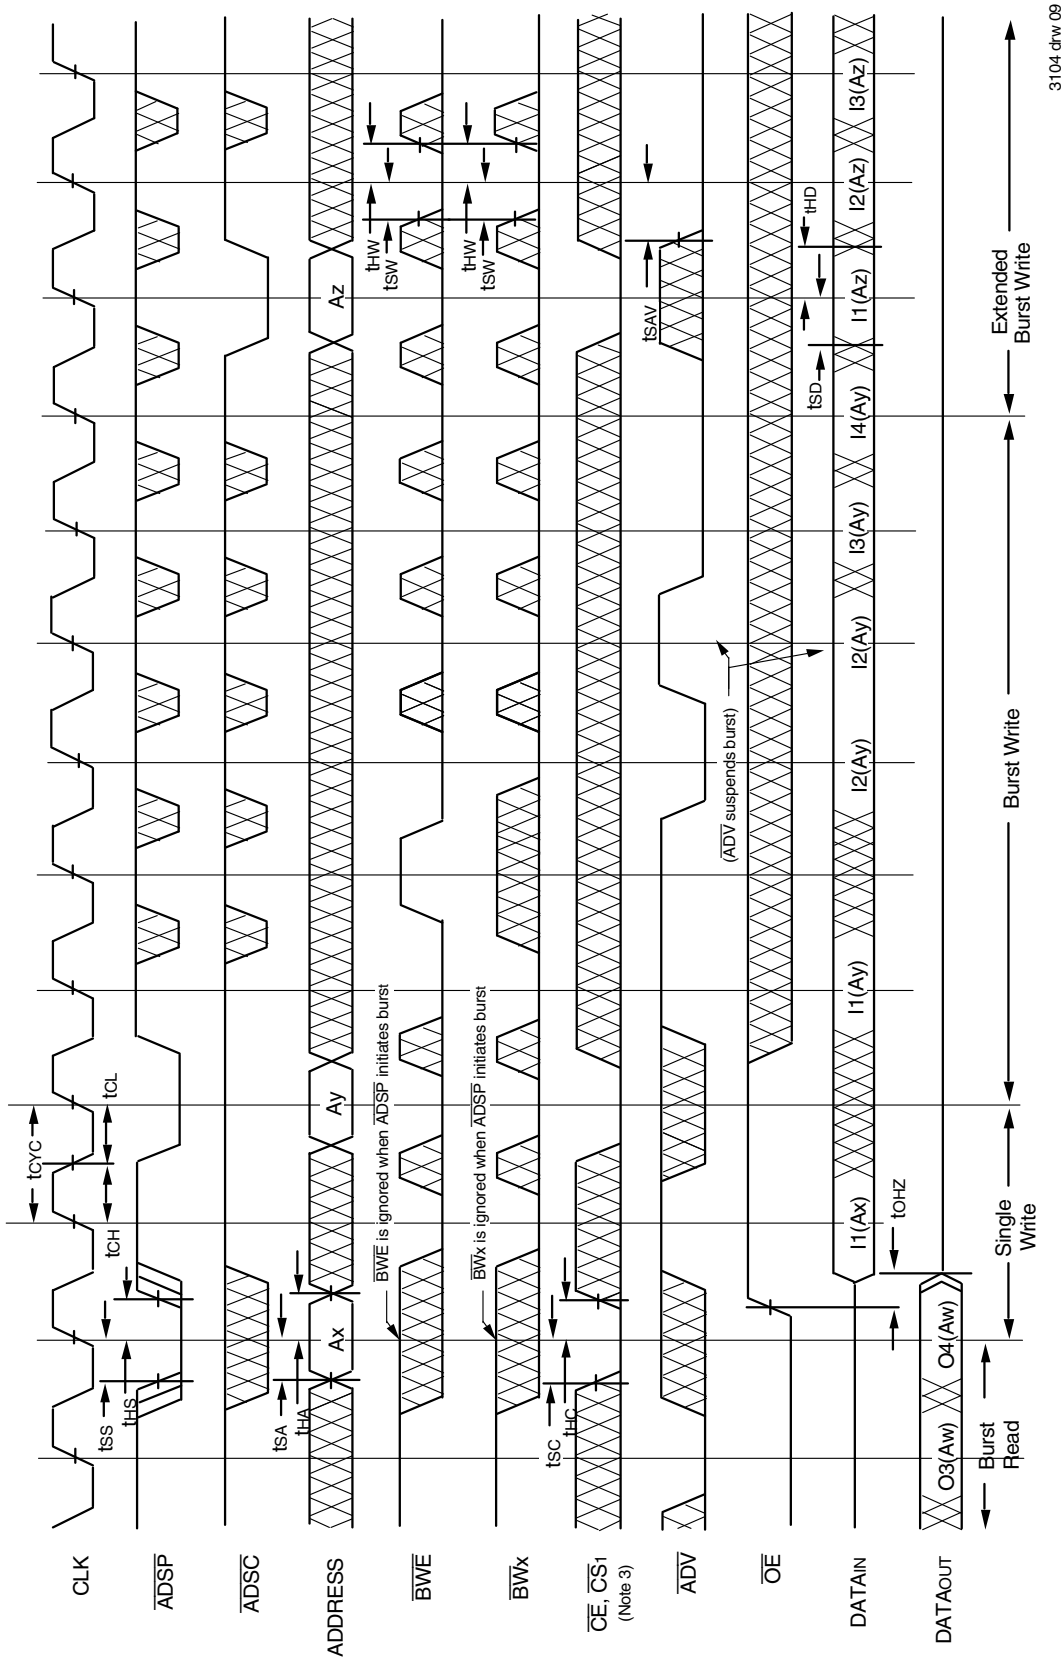 CLK
tCYC
tCH
tCL
ADSP
tSS
tHS
ADSC
ADDRESS
tSA
tHA
Ax
Ay
Az
BWE
BWE is ignored when ADSP initiates burst
tHW
tSW
BWx
BWx is ignored when ADSP initiates burst
tHW
tSW
CE, CS1
(Note 3)
tSC
tHC
ADV
tSAV
(ADV suspends burst)
OE
DATAIN
I1(Ax)
I1(Ay)
I2(Ay)
I2(Ay)
I3(Ay)
I4(Ay)
I1(Az)
I2(Az)
I3(Az)
tSD
tHD
tOHZ
DATAOUT
O3(Aw)
O4(Aw)
Burst
Read
Single
Write
Burst Write
Extended
Burst Write
3104 drw 09